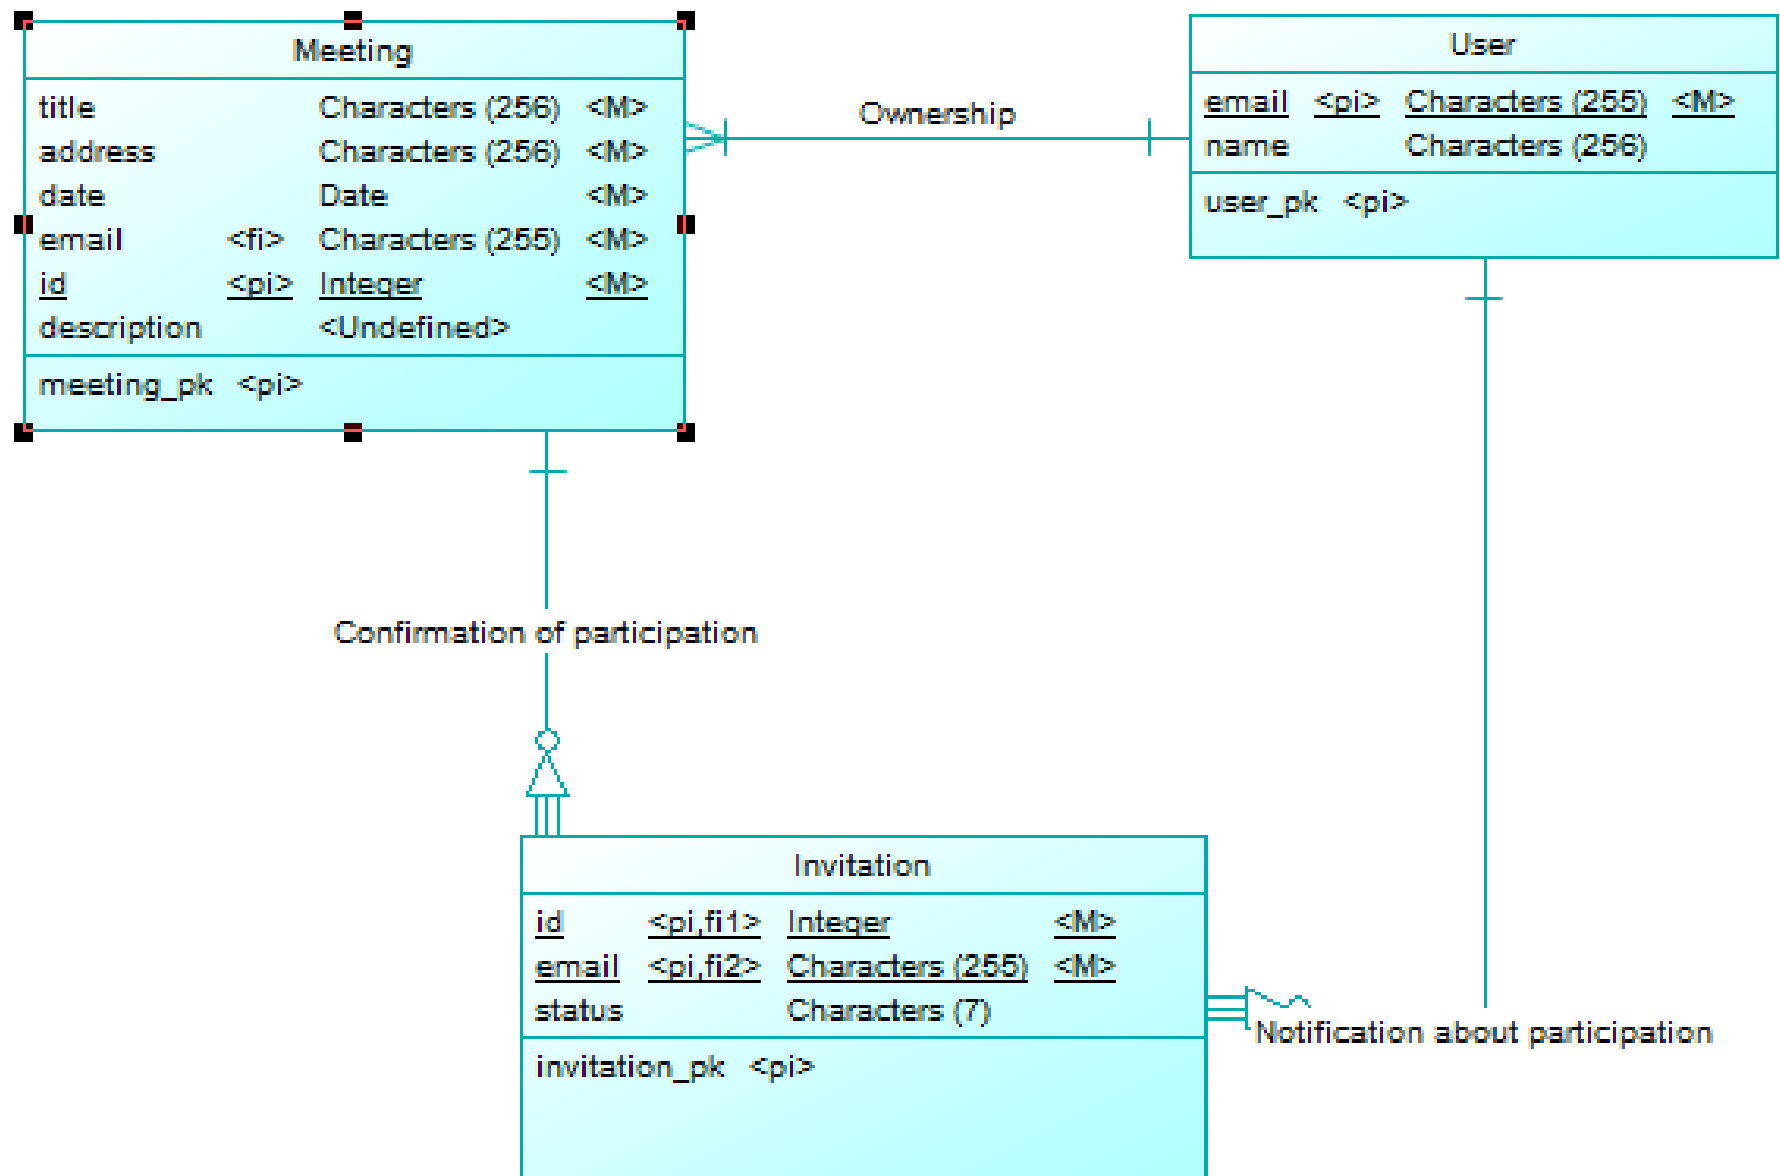 Meeting
title Characters (256) <M>
address Characters (256) <M>
date Date <M>
email <fi> Characters (255) <M>
id <pi> Integer <M>
description <Undefined>
meeting_pk <pi>
Ownership
User
email <pi> Characters (255) <M>
name Characters (256)
user_pk <pi>
Confirmation of participation
Invitation
id <pi,fi1> Integer <M>
email <pi,fi2> Characters (255) <M>
status Characters (7)
invitation_pk <pi>
Notification about participation